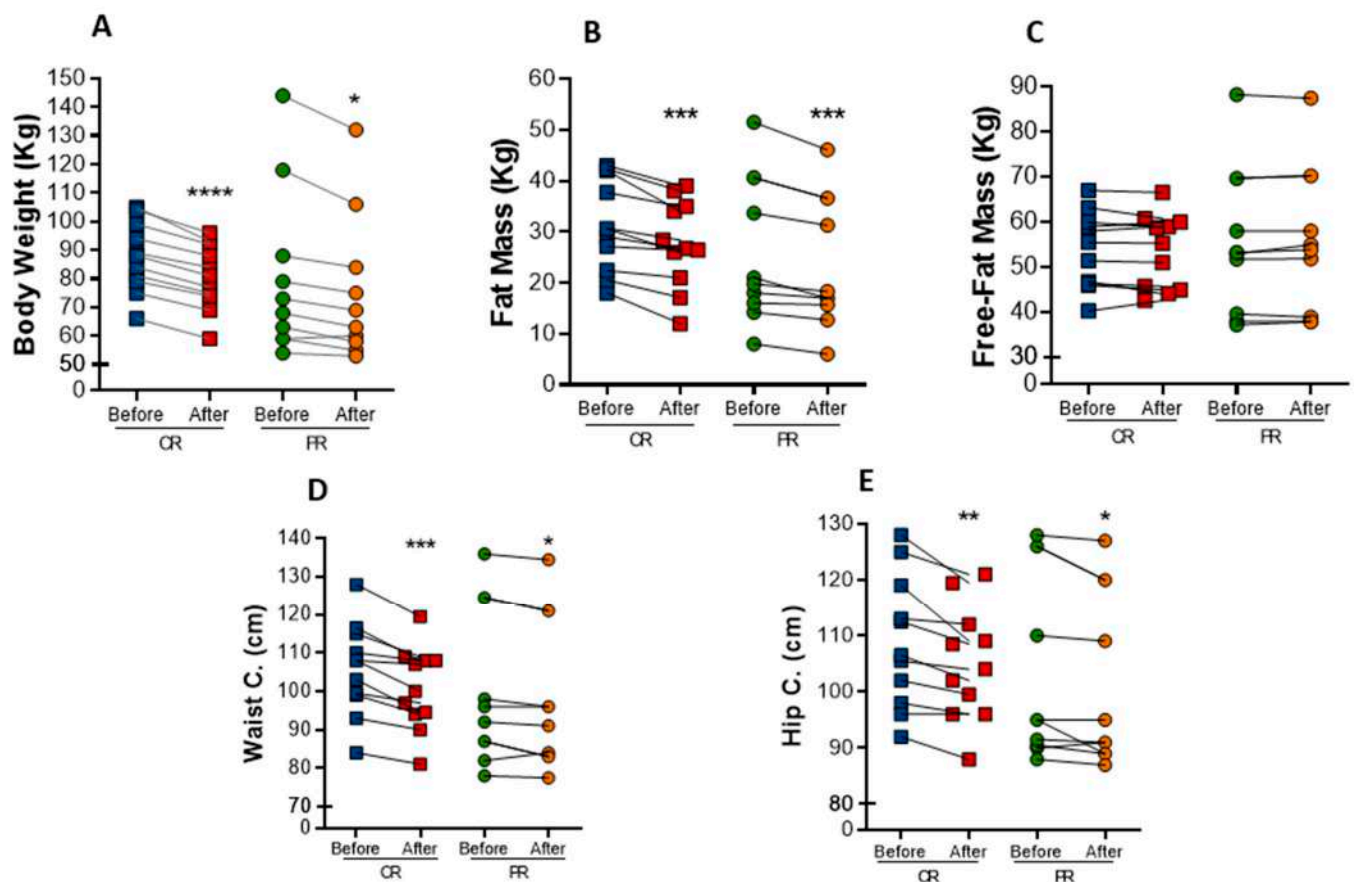 A
Body Weight (Kg)
150
140
130
120
110
100
90
80
70
60
50
0
****
*
Before After Before After
CR FR
B
Fat Mass (Kg)
60
50
40
30
20
10
0
***
***
Before After Before After
CR FR
C
Free-Fat Mass (Kg)
90
80
70
60
50
40
30
0
Before After Before After
CR FR
D
Waist C. (cm)
140
130
120
110
100
90
80
70
0
***
*
Before After Before After
CR FR
E
Hip C. (cm)
130
120
110
100
90
80
0
**
*
Before After Before After
CR FR